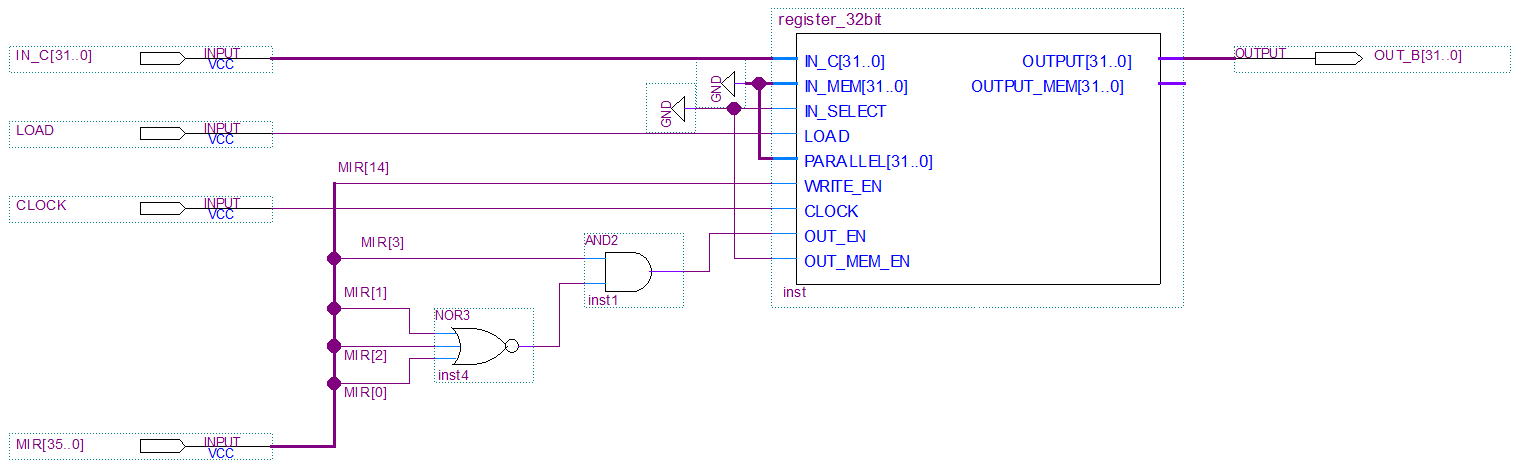 register_32bit
IN_C[31..0]
INPUT
VCC
IN_C[31..0]
OUTPUT[31..0]
OUTPUT
OUT_B[31..0]
GND
IN_MEM[31..0]
OUTPUT_MEM[31..0]
GND
IN_SELECT
LOAD
INPUT
VCC
LOAD
PARALLEL[31..0]
MIR[14]
WRITE_EN
CLOCK
INPUT
VCC
CLOCK
MIR[3]
AND2
OUT_EN
OUT_MEM_EN
inst1
inst
MIR[1]
NOR3
MIR[2]
inst4
MIR[0]
MIR[35..0]
INPUT
VCC